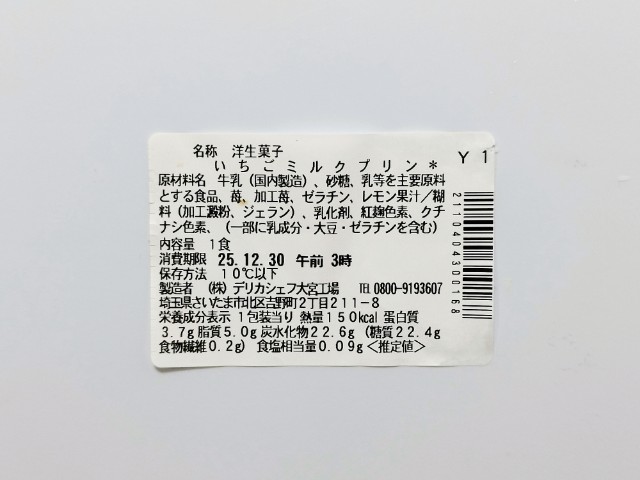 名称 洋生菓子
いちごミルクプリン＊
Y1
原材料名 牛乳（国内製造）、砂糖、乳等を主要原料
とする食品、苺、加工苺、ゼラチン、レモン果汁／糊
料（加工澱粉、ジェラン）、乳化剤、紅麹色素、クチ
ナシ色素、（一部に乳成分・大豆・ゼラチンを含む）
内容量 1食
消費期限 25.12.30 午前 3時
保存方法 10℃以下
製造者 （株）デリカシェフ大宮工場 TEL 0800-9193607
埼玉県さいたま市北区吉野町2丁目211－8
栄養成分表示 1包装当り 熱量150kcal 蛋白質
3.7g 脂質5.0g 炭水化物22.6g （糖質22.4g
食物繊維0.2g） 食塩相当量0.09g＜推定値＞
2110404300168